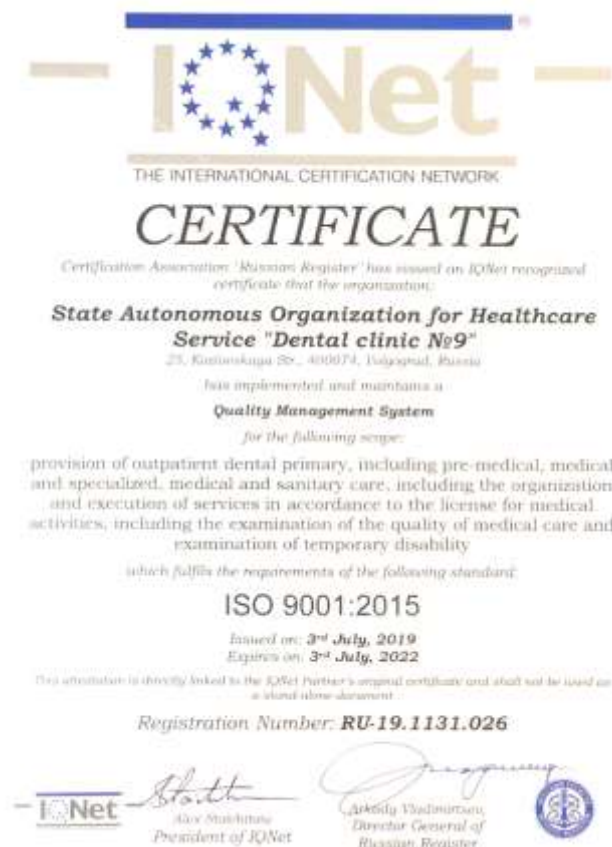 IQNet
THE INTERNATIONAL CERTIFICATION NETWORK
CERTIFICATE
Certification Association "Russian Register" has issued an IQNet recognized
certificate that the organization:
State Autonomous Organization for Healthcare
Service "Dental clinic №9"
25, Str., 400074, Volgograd, Russia
has implemented and maintains a
Quality Management System
for the following scope:
provision of outpatient dental primary, including pre-medical, medical
and specialized, medical and sanitary care, including the organization
and execution of services in accordance to the license for medical
activities, including the examination of the quality of medical care and
examination of temporary disability
which fulfils the requirements of the following standard:
ISO 9001:2015
Issued on: 3rd July, 2019
Expires on: 3rd July, 2022
This attestation is directly linked to the IQNet Partner's original certificate and shall not be used as
a stand-alone document
Registration Number: RU-19.1131.026
IQNet
Alex Stoichitoiu
President of IQNet
Arkady Vladimirtsev,
Director General of
Russian Register